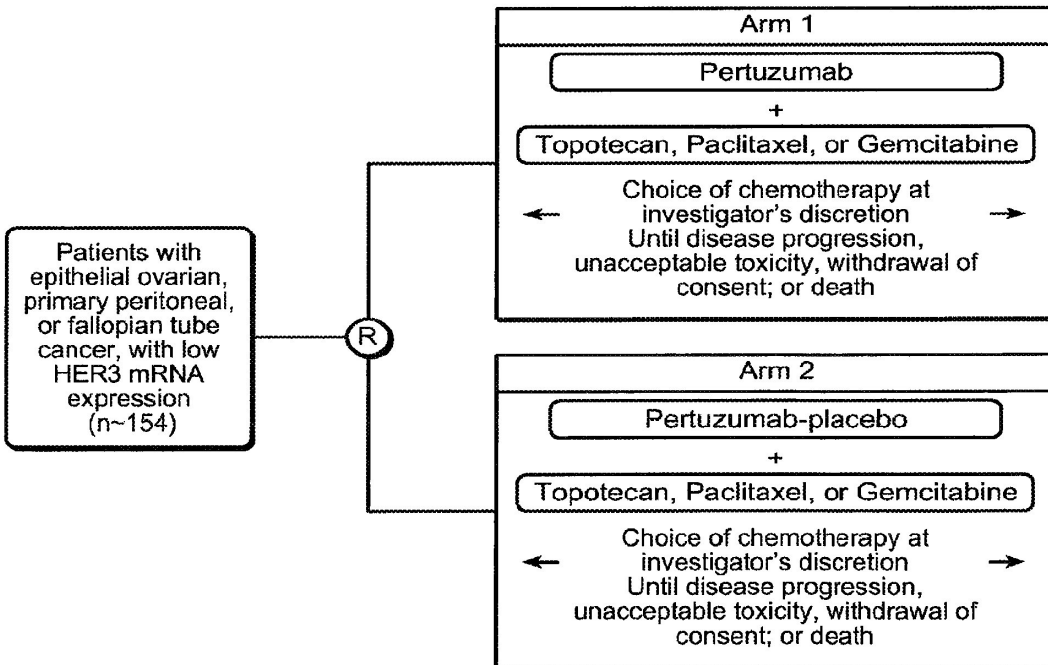 Patients with
epithelial ovarian,
primary peritoneal,
or fallopian tube
cancer, with low
HER3 mRNA
expression
(n~154)
R
Arm 1
Pertuzumab
+
Topotecan, Paclitaxel, or Gemcitabine
Choice of chemotherapy at
investigator's discretion
Until disease progression,
unacceptable toxicity, withdrawal of
consent; or death
Arm 2
Pertuzumab-placebo
+
Topotecan, Paclitaxel, or Gemcitabine
Choice of chemotherapy at
investigator's discretion
Until disease progression,
unacceptable toxicity, withdrawal of
consent; or death